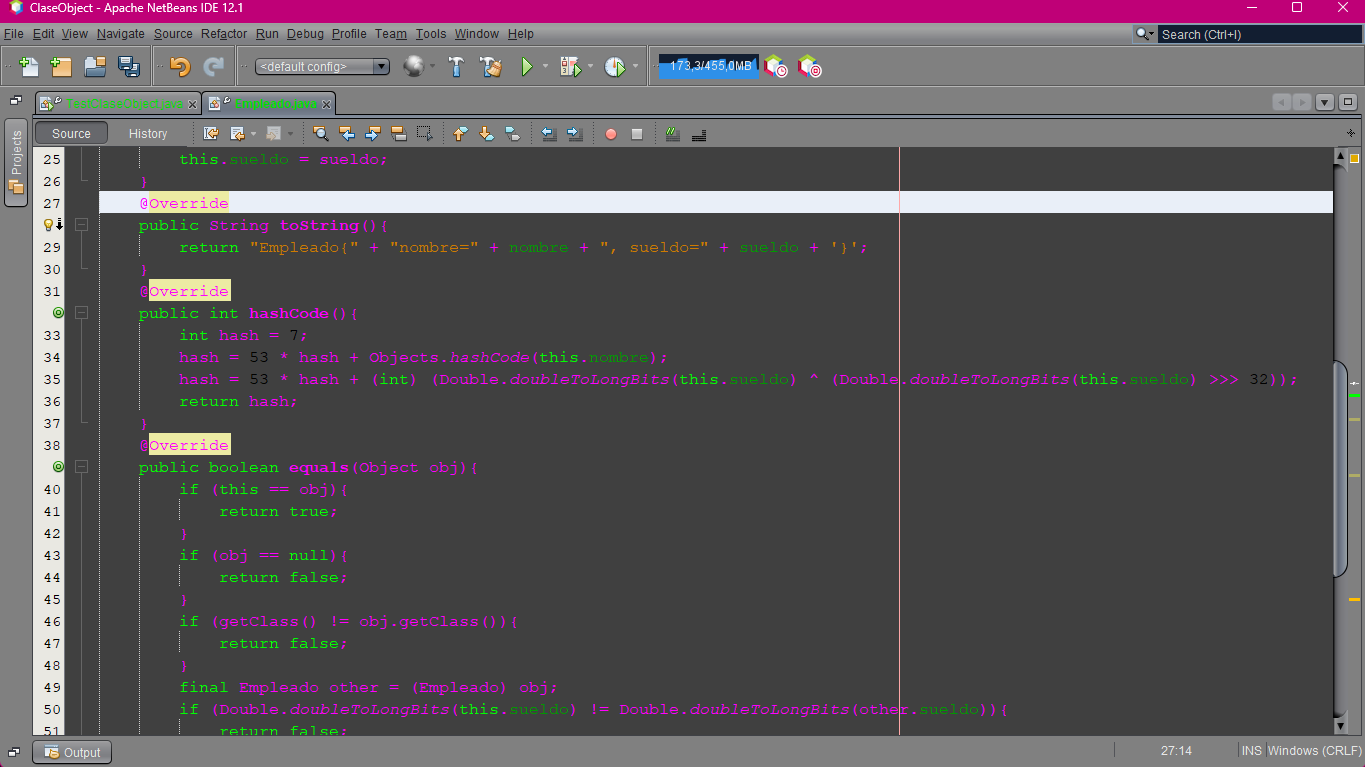 ClaseObject - Apache NetBeans IDE 12.1
File Edit View Navigate Source Refactor Run Debug Profile Team Tools Window Help
Search (Ctrl+I)
<default config>
173,3/455,0MB
Source History
Projects
25 this.sueldo = sueldo;
26 }
27 @Override
public String toString(){
29 return "Empleado{" + "nombre=" + nombre + ", sueldo=" + sueldo + '}';
30 }
31 @Override
public int hashCode(){
33 int hash = 7;
34 hash = 53 * hash + Objects.hashCode(this.nombre);
35 hash = 53 * hash + (int) (Double.doubleToLongBits(this.sueldo) ^ (Double.doubleToLongBits(this.sueldo) >>> 32));
36 return hash;
37 }
38 @Override
public boolean equals(Object obj){
40 if (this == obj){
41 return true;
42 }
43 if (obj == null){
44 return false;
45 }
46 if (getClass() != obj.getClass()){
47 return false;
48 }
49 final Empleado other = (Empleado) obj;
50 if (Double.doubleToLongBits(this.sueldo) != Double.doubleToLongBits(other.sueldo)){
51 return false;
Output
27:14 INS Windows (CRLF)